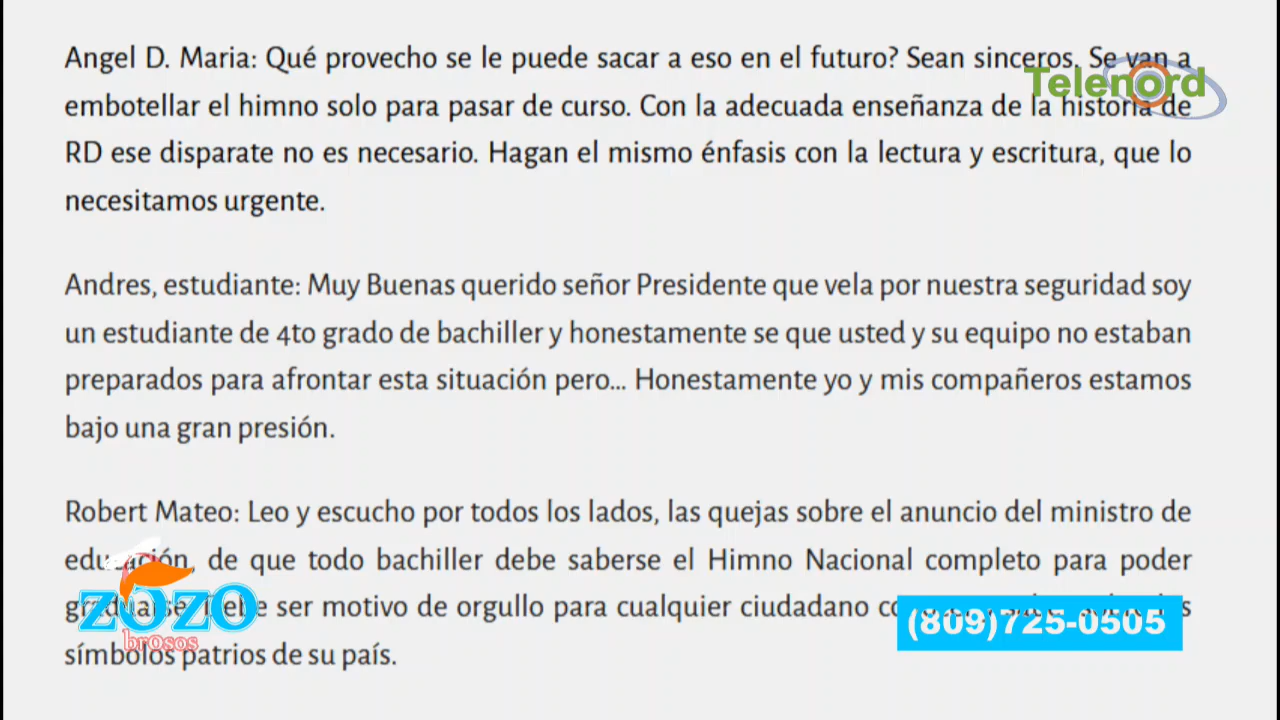 Angel D. Maria: Qué provecho se le puede sacar a eso en el futuro? Sean sinceros. Se van a
Telenord
embotellar el himno solo para pasar de curso. Con la adecuada enseñanza de la historia de
RD ese disparate no es necesario. Hagan el mismo énfasis con la lectura y escritura, que lo
necesitamos urgente.
Andres, estudiante: Muy Buenas querido señor Presidente que vela por nuestra seguridad soy
un estudiante de 4to grado de bachiller y honestamente se que usted y su equipo no estaban
preparados para afrontar esta situación pero... Honestamente yo y mis compañeros estamos
bajo una gran presión.
Robert Mateo: Leo y escucho por todos los lados, las quejas sobre el anuncio del ministro de
educación, de que todo bachiller debe saberse el Himno Nacional completo para poder
ser motivo de orgullo para cualquier ciudadano
símbolos patrios de su país.
zozo
brosos
(809)725-0505